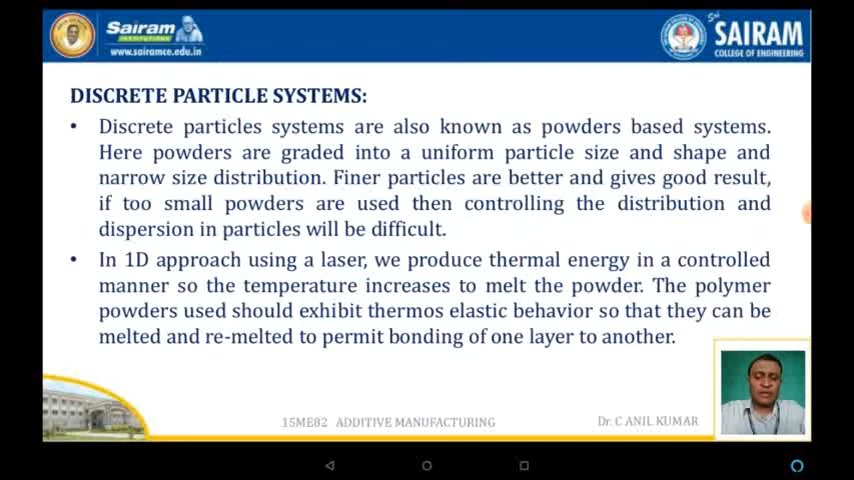 Sairam
INSTITUTIONS
www.sairamce.edu.in
Sri
SAIRAM
COLLEGE OF ENGINEERING
DISCRETE PARTICLE SYSTEMS:
• Discrete particles systems are also known as powders based systems.
Here powders are graded into a uniform particle size and shape and
narrow size distribution. Finer particles are better and gives good result,
if too small powders are used then controlling the distribution and
dispersion in particles will be difficult.
• In 1D approach using a laser, we produce thermal energy in a controlled
manner so the temperature increases to melt the powder. The polymer
powders used should exhibit thermos elastic behavior so that they can be
melted and re-melted to permit bonding of one layer to another.
15ME82 ADDITIVE MANUFACTURING
Dr. C ANIL KUMAR